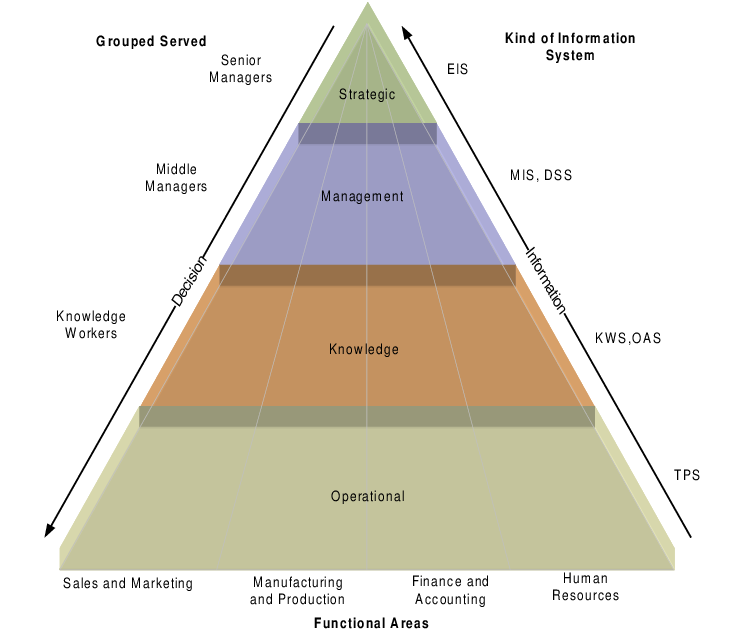 Grouped Served
Kind of Information
System
Senior
Managers
EIS
Strategic
Middle
Managers
MIS, DSS
Management
Decision
Information
Knowledge
Workers
KWS,OAS
Knowledge
TPS
Operational
Sales and Marketing
Manufacturing
and Production
Finance and
Accounting
Human
Resources
Functional Areas